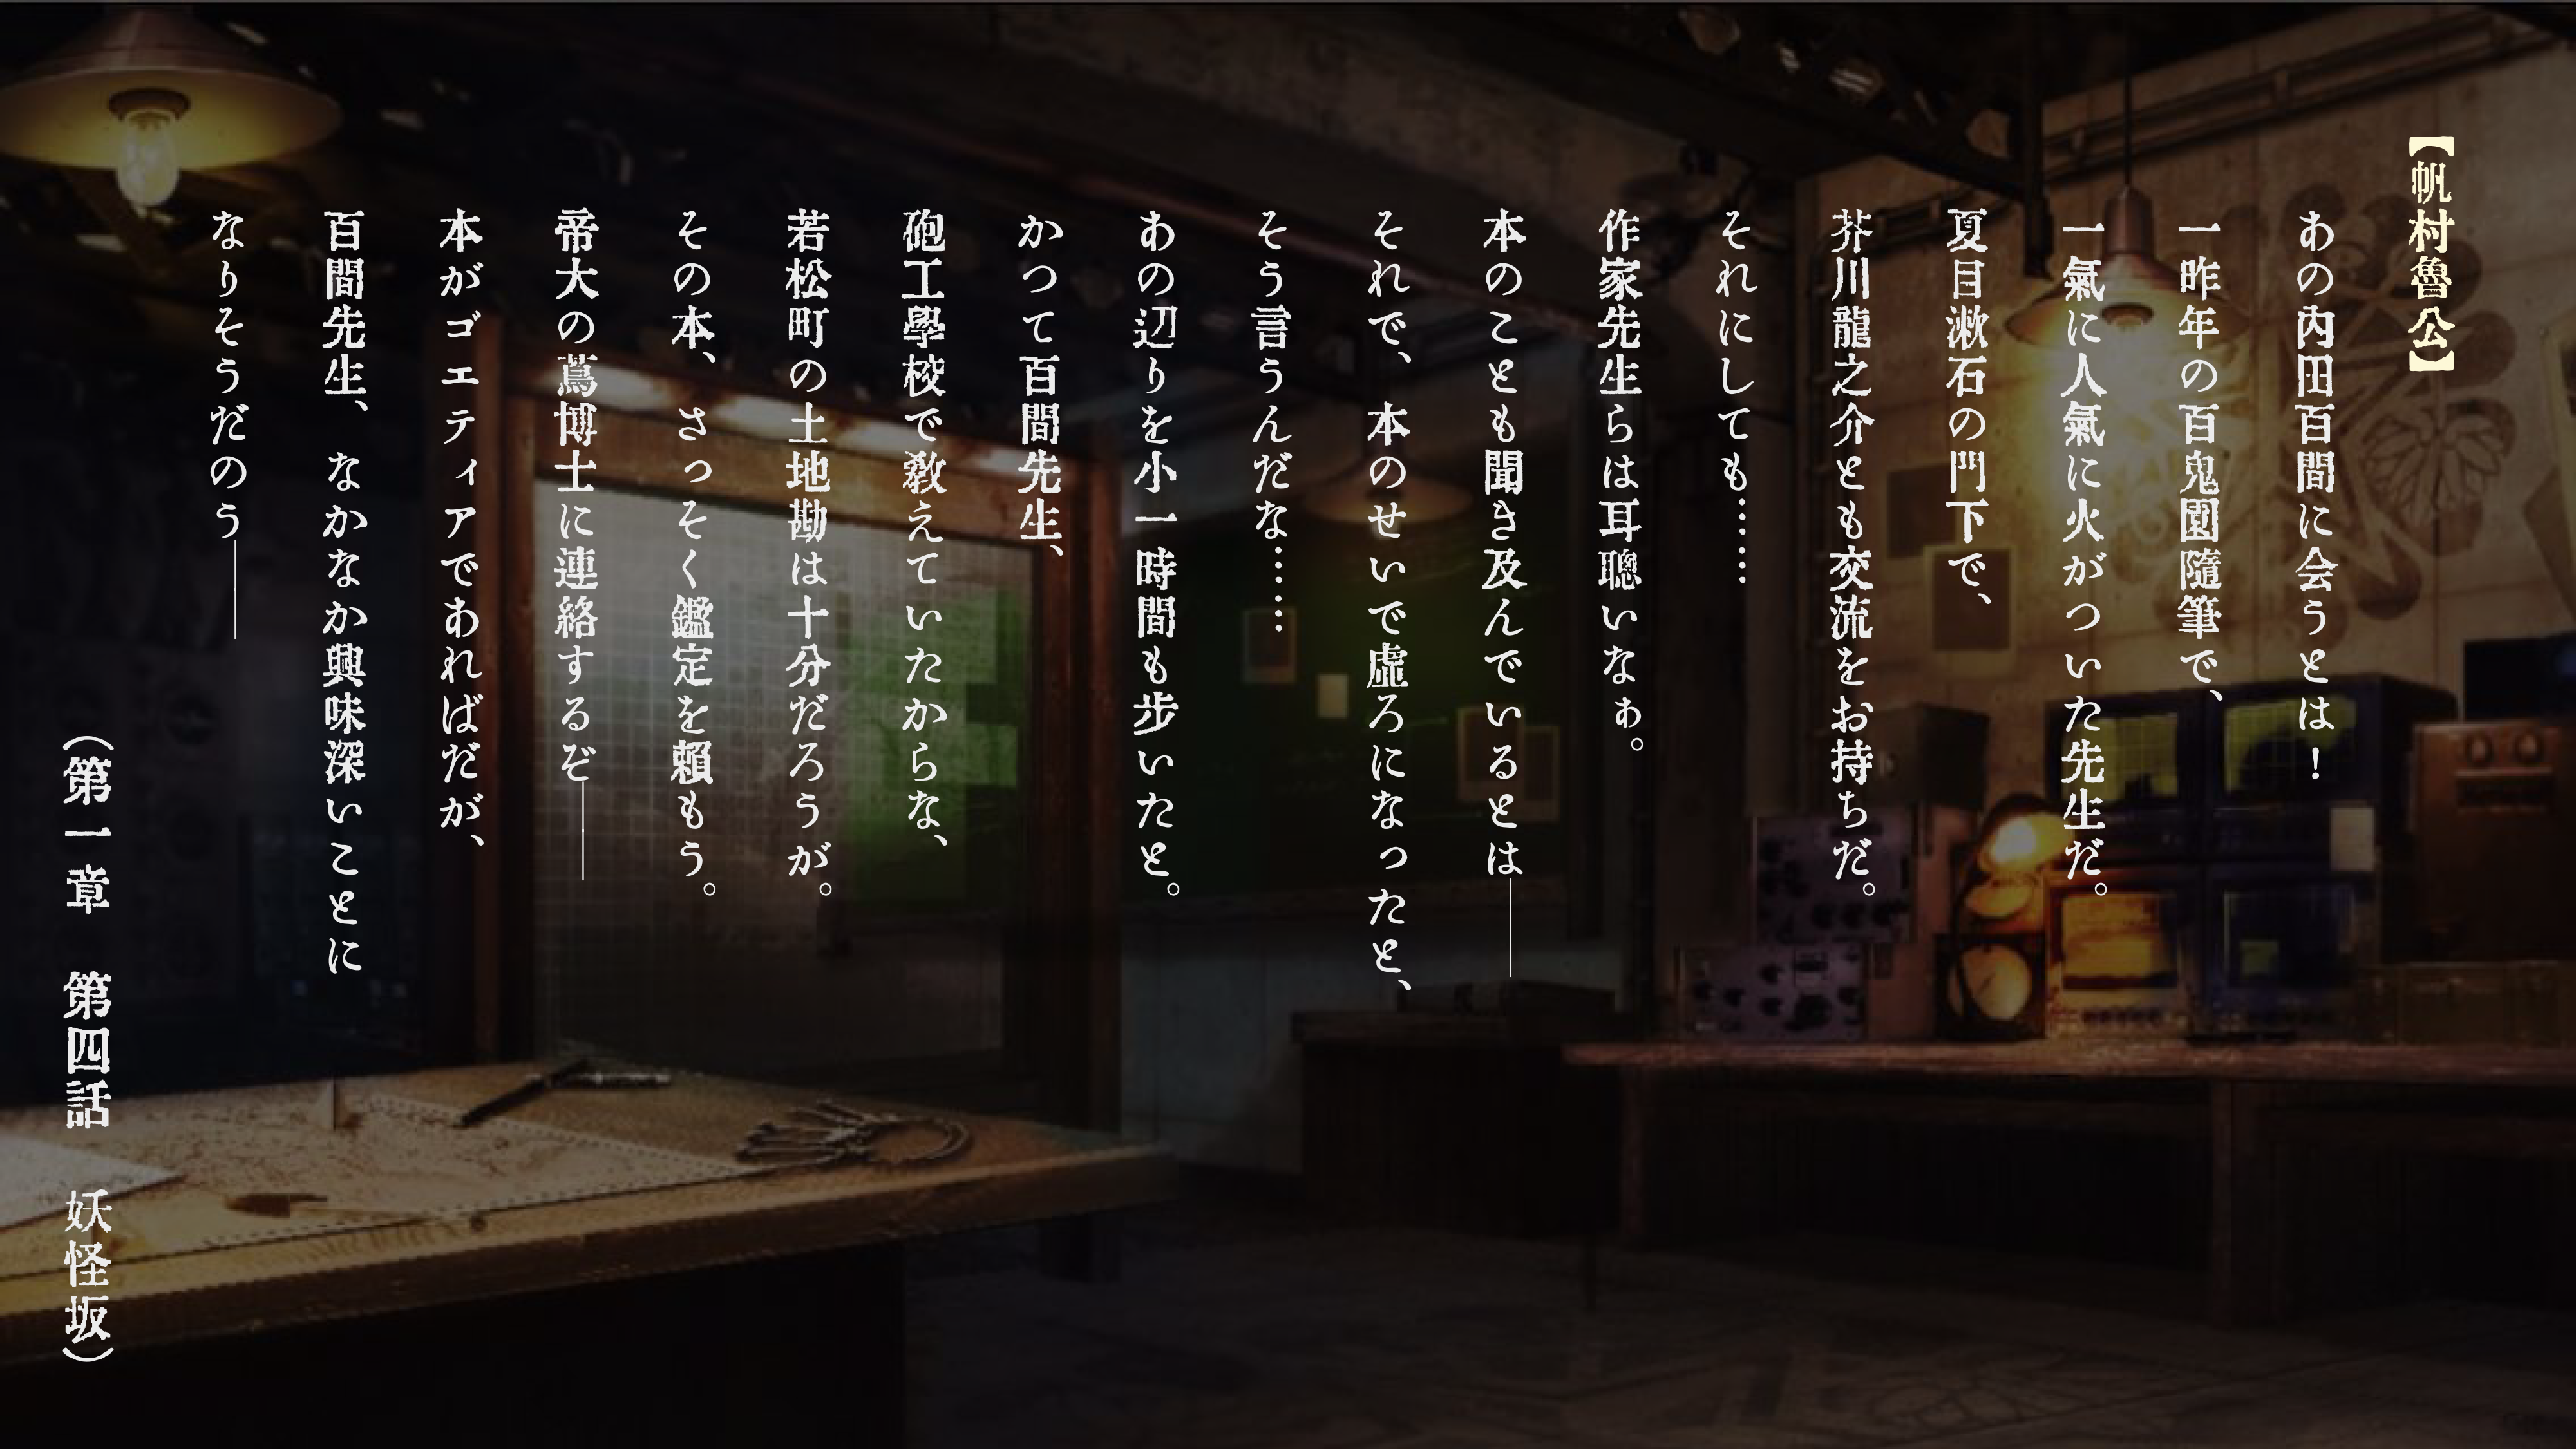 【帆村魯公】
あの内田百間に会うとは！
一昨年の百鬼園隨筆で、
一氣に人氣に火がついた先生だ。
夏目漱石の門下で、
芥川龍之介とも交流をお持ちだ。
それにしても……
作家先生らは耳聰いなぁ。
本のことも聞き及んでいるとは――
それで、本のせいで虚ろになったと、
そう言うんだな……
あの辺りを小一時間も歩いたと。
かつて百間先生、
砲工學校で教えていたからな、
若松町の土地勘は十分だろうが。
その本、さっそく鑑定を賴もう。
帝大の蔦博士に連絡するぞ――
本がゴエティアであればだが、
百間先生、なかなか興味深いことに
なりそうだのう――
（第一章　第四話　妖怪坂）